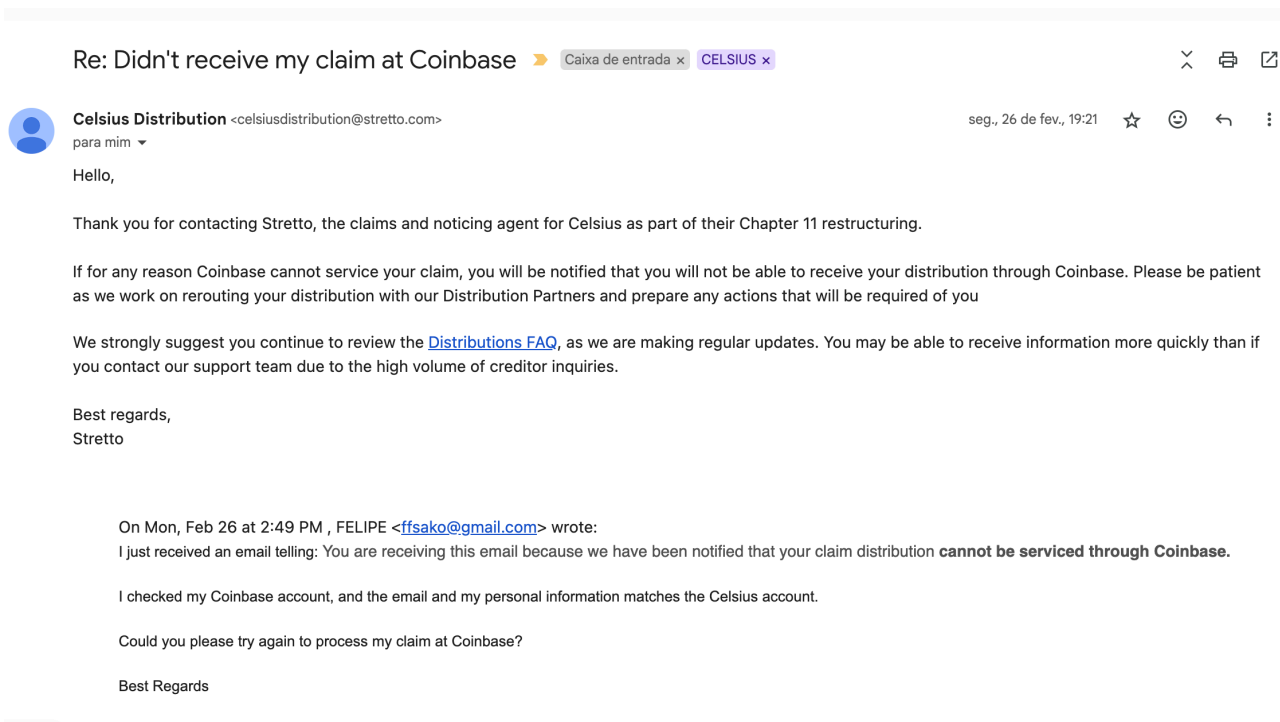 Re: Didn't receive my claim at Coinbase Caixa de entrada × CELSIUS ×
Celsius Distribution <celsiusdistribution@stretto.com> seg., 26 de fev., 19:21
para mim
Hello,
Thank you for contacting Stretto, the claims and noticing agent for Celsius as part of their Chapter 11 restructuring.
If for any reason Coinbase cannot service your claim, you will be notified that you will not be able to receive your distribution through Coinbase. Please be patient
as we work on rerouting your distribution with our Distribution Partners and prepare any actions that will be required of you
We strongly suggest you continue to review the Distributions FAQ, as we are making regular updates. You may be able to receive information more quickly than if
you contact our support team due to the high volume of creditor inquiries.
Best regards,
Stretto
On Mon, Feb 26 at 2:49 PM , FELIPE <ffsako@gmail.com> wrote:
I just received an email telling: You are receiving this email because we have been notified that your claim distribution cannot be serviced through Coinbase.
I checked my Coinbase account, and the email and my personal information matches the Celsius account.
Could you please try again to process my claim at Coinbase?
Best Regards